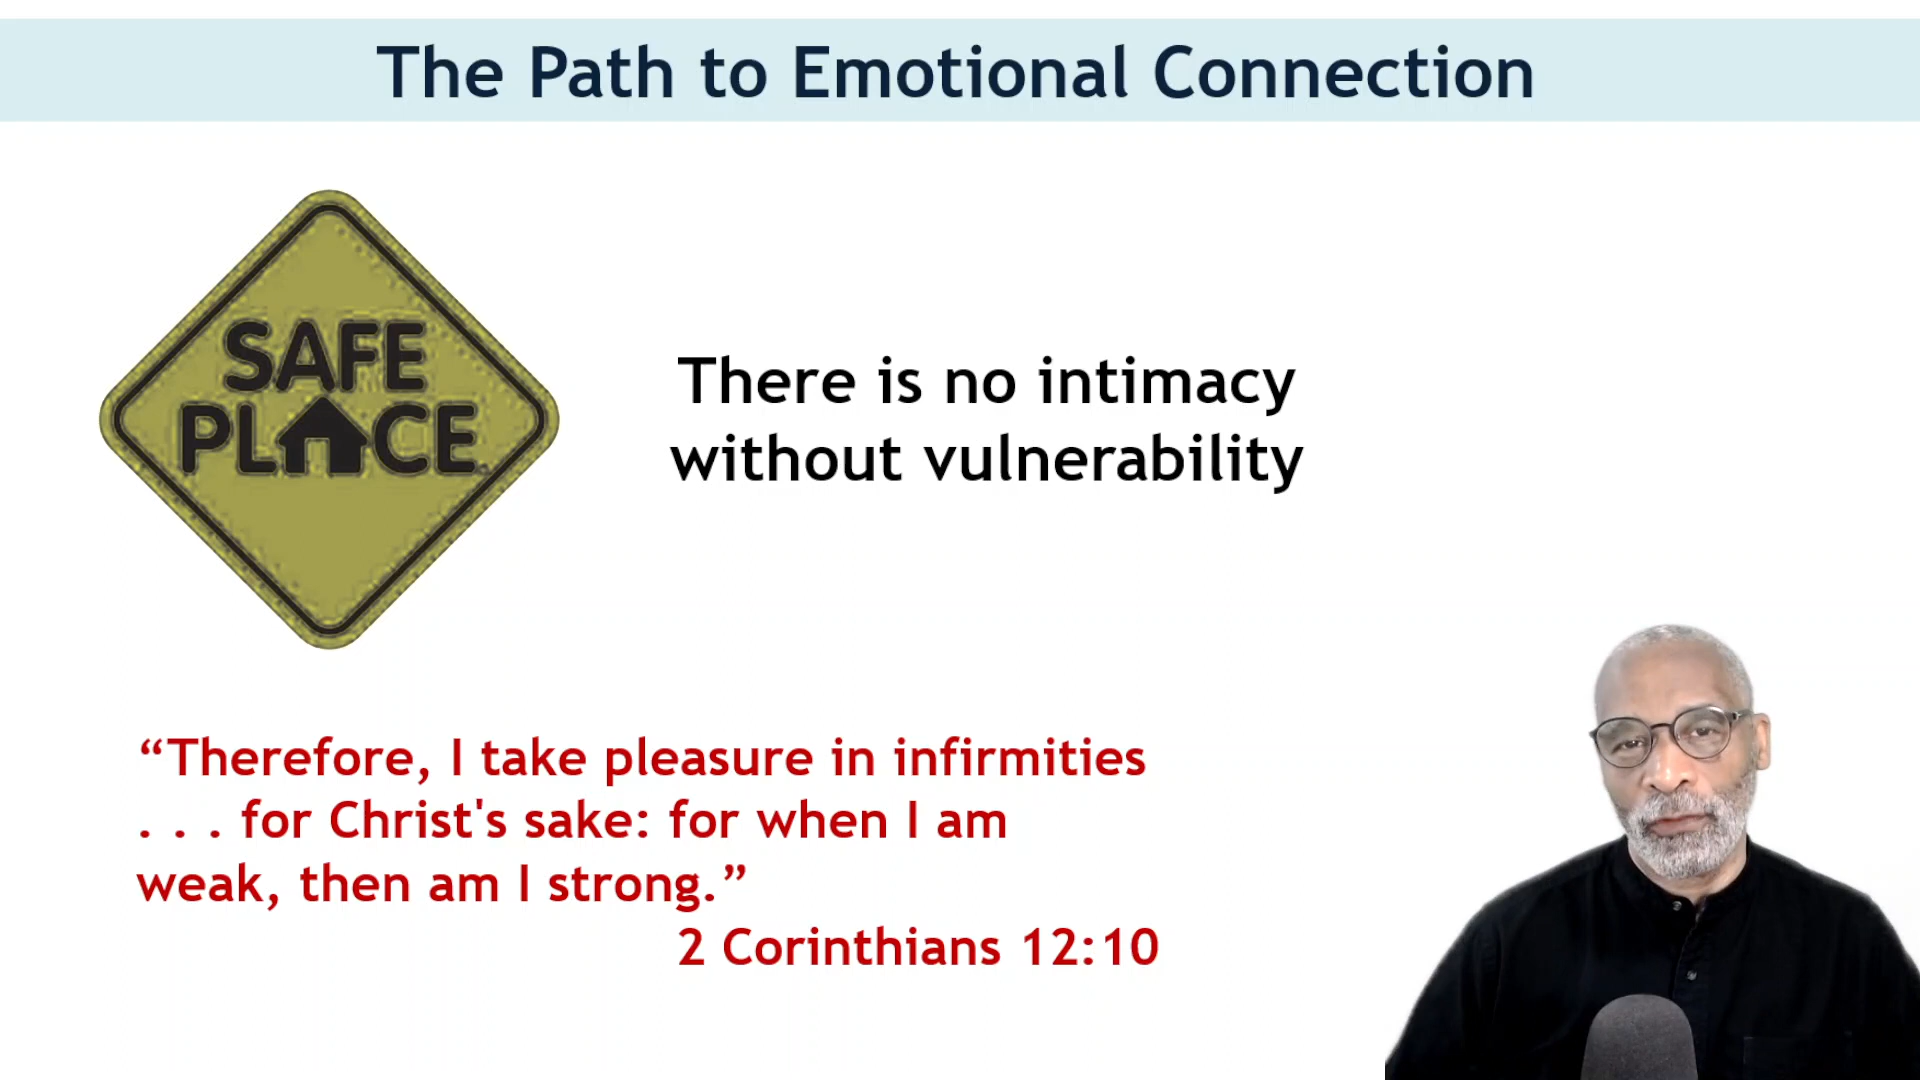 The Path to Emotional Connection
SAFE
PLACE
There is no intimacy
without vulnerability
“Therefore, I take pleasure in infirmities
. . . for Christ's sake: for when I am
weak, then am I strong.”
2 Corinthians 12:10